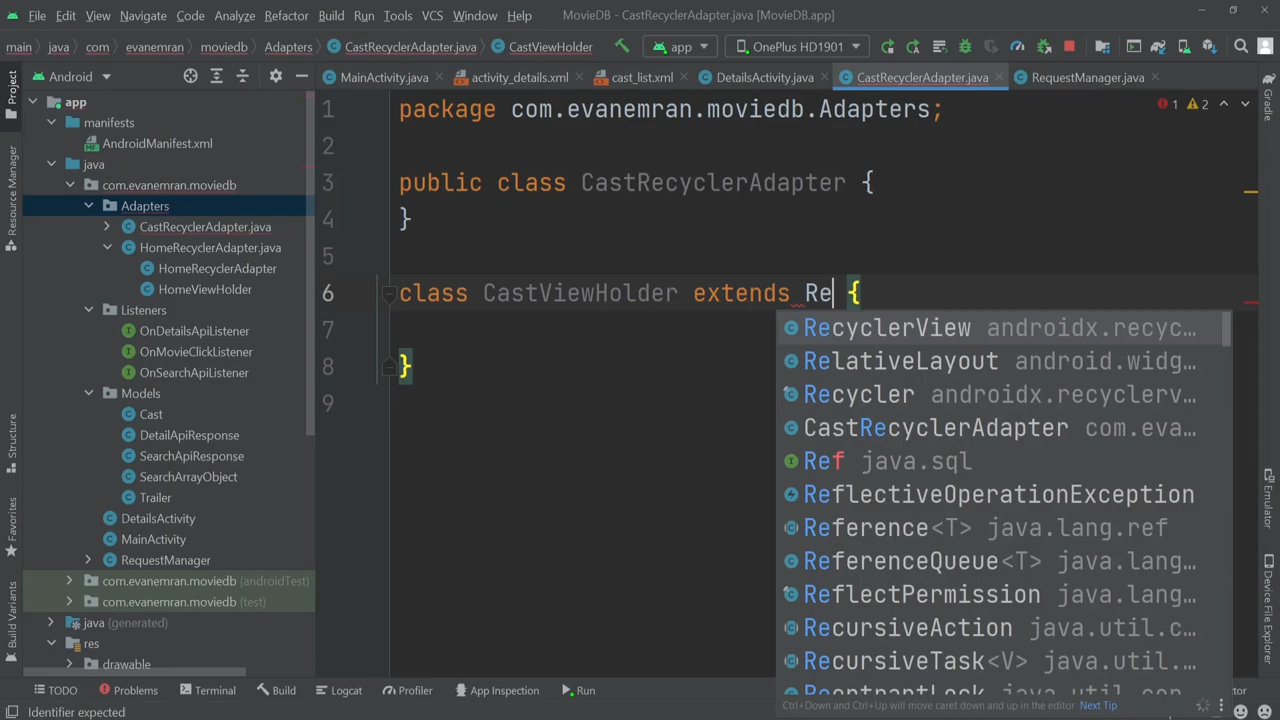 File Edit View Navigate Code Analyze Refactor Build Run Tools VCS Window Help MovieDB - CastRecyclerAdapter.java [MovieDB.app]
main java com evanemran moviedb Adapters CastRecyclerAdapter.java CastViewHolder app OnePlus HD1901
Android MainActivity.java activity_details.xml cast_list.xml DetailsActivity.java CastRecyclerAdapter.java RequestManager.java
Project
Resource Manager
Structure
Favorites
Build Variants
app
manifests
AndroidManifest.xml
java
com.evanemran.moviedb
Adapters
CastRecyclerAdapter.java
HomeRecyclerAdapter.java
HomeRecyclerAdapter
HomeViewHolder
Listeners
OnDetailsApiListener
OnMovieClickListener
OnSearchApiListener
Models
Cast
DetailApiResponse
SearchApiResponse
SearchArrayObject
Trailer
DetailsActivity
MainActivity
RequestManager
com.evanemran.moviedb (androidTest)
com.evanemran.moviedb (test)
java (generated)
res
drawable
1 package com.evanemran.moviedb.Adapters;
2
3 public class CastRecyclerAdapter {
4 }
5
6 class CastViewHolder extends Re {
7
8 }
9
1 2
RecyclerView androidx.recyc...
RelativeLayout android.widg...
Recycler androidx.recyclerv...
CastRecyclerAdapter com.eva...
Ref java.sql
ReflectiveOperationException
Reference<T> java.lang.ref
ReferenceQueue<T> java.lang...
ReflectPermission java.lang...
RecursiveAction java.util.c...
RecursiveTask<V> java.util....
ReentrantLock java.util.con...
Ctrl+Down and Ctrl+Up will move caret down and up in the editor Next Tip
Gradle
Emulator
Device File Explorer
TODO Problems Terminal Build Logcat Profiler App Inspection Run
Identifier expected